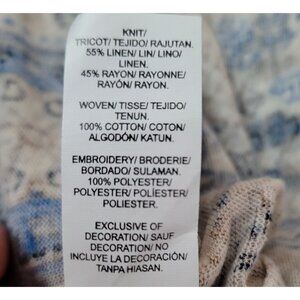 KNIT/
TRICOT/ TEJIDO/ RAJUTAN.
55% LINEN/ LIN/ LINO/
LINEN.
45% RAYON/ RAYONNE/
RAYÓN/ RAYON.
WOVEN/ TISSE/ TEJIDO/
TENUN.
100% COTTON/ COTON/
ALGODÓN/ KATUN.
EMBROIDERY/ BRODERIE/
BORDADO/ SULAMAN.
100% POLYESTER/
POLYESTER/ POLIÉSTER/
POLIESTER.
EXCLUSIVE OF
DECORATION/ SAUF
DECORATION/ NO
INCLUYE LA DECORACIÓN/
TANPA HIASAN.